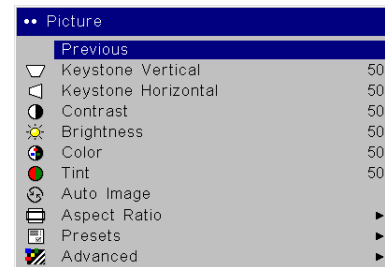 •• Picture
Previous
Keystone Vertical 50
Keystone Horizontal 50
Contrast 50
Brightness 50
Color 50
Tint 50
Auto Image
Aspect Ratio
Presets
Advanced